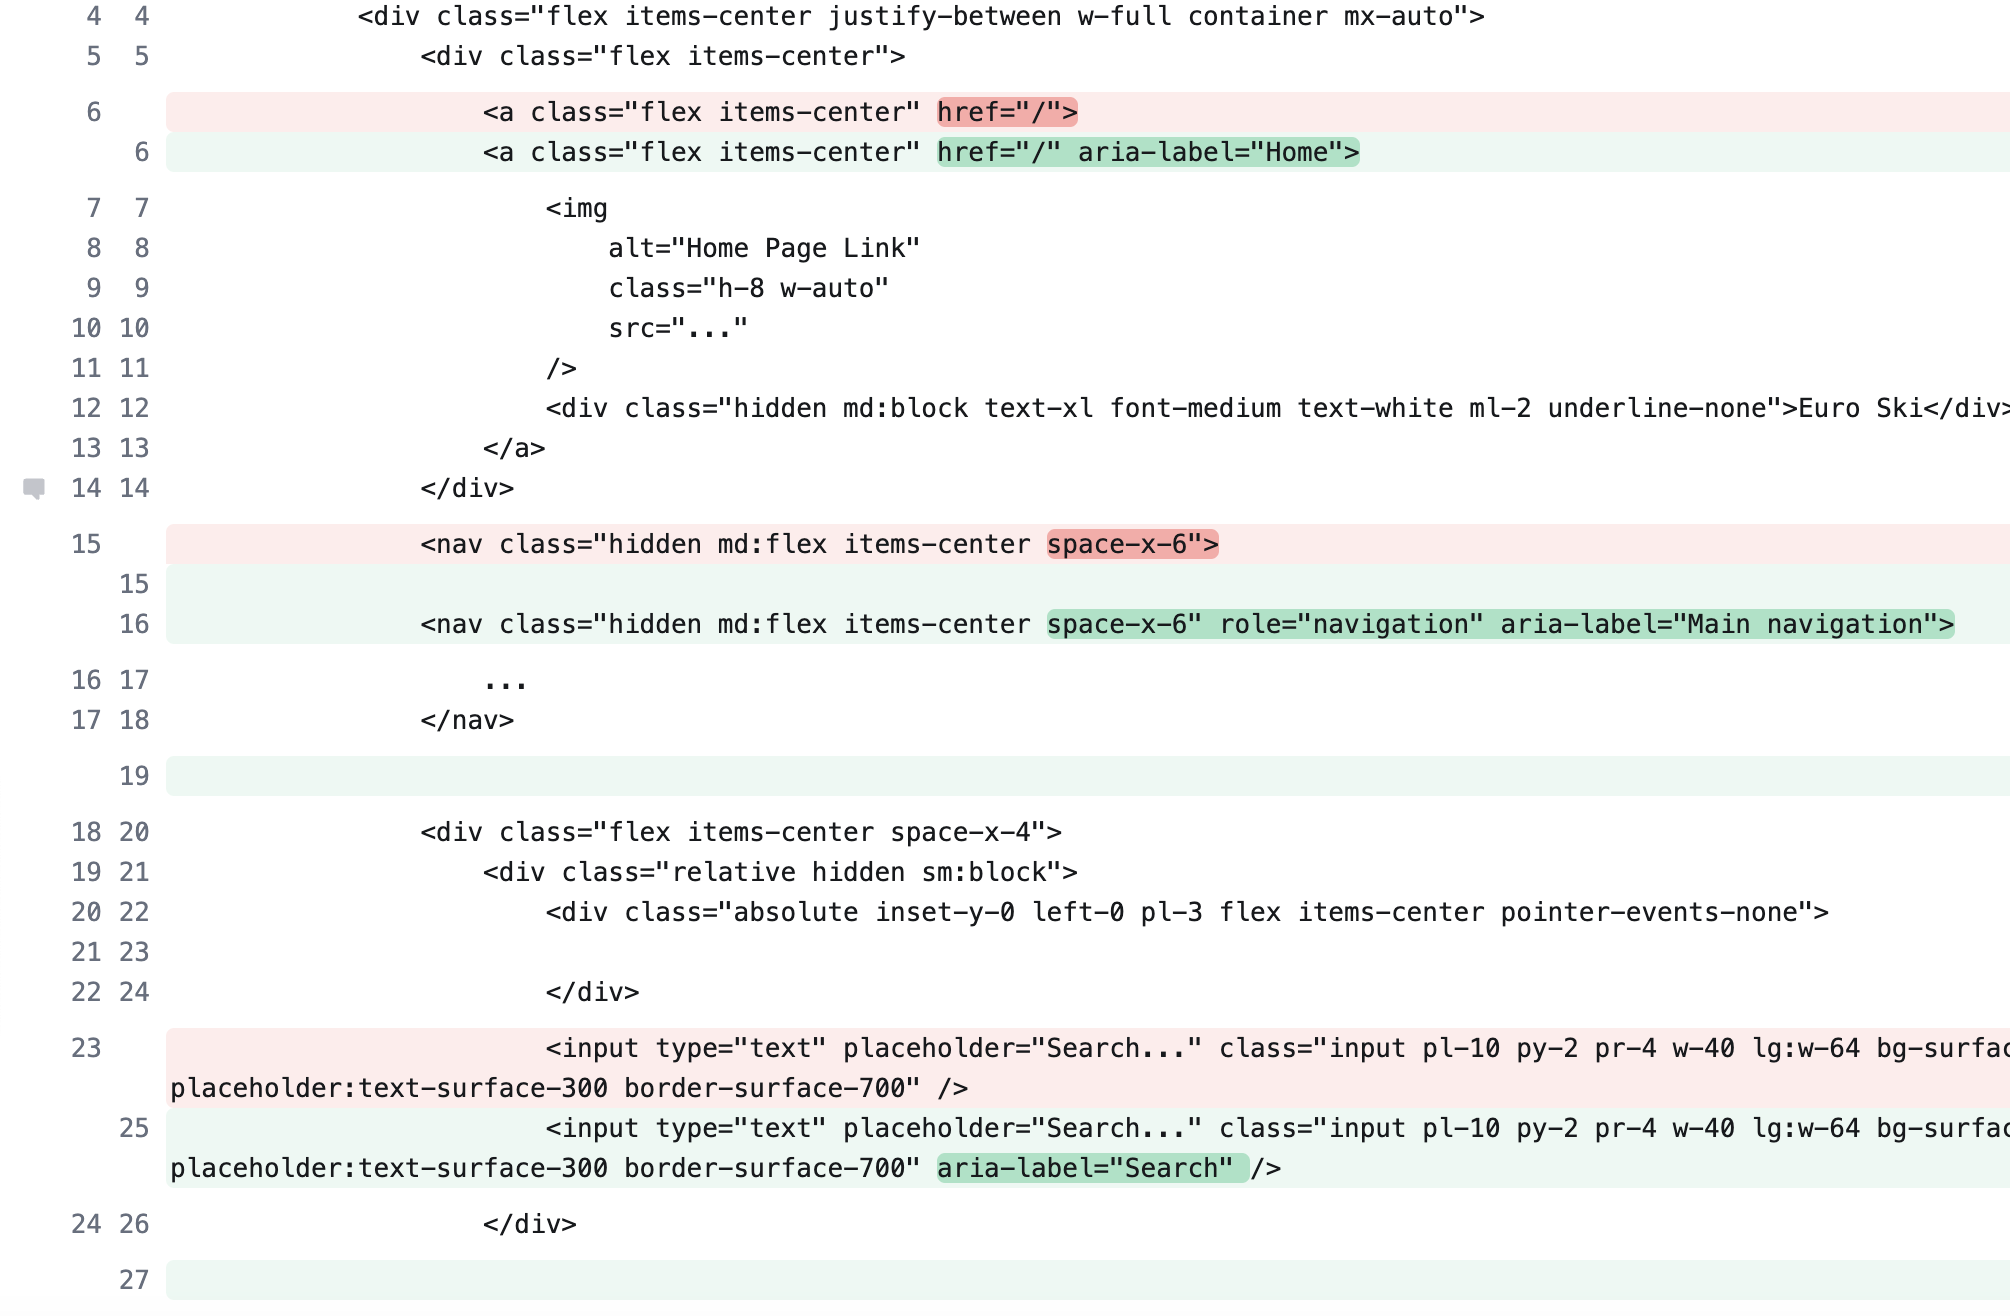 4 4 <div class="flex items-center justify-between w-full container mx-auto">
5 5 <div class="flex items-center">
6 <a class="flex items-center" href="/">
6 <a class="flex items-center" href="/" aria-label="Home">
7 7 <img
8 8 alt="Home Page Link"
9 9 class="h-8 w-auto"
10 10 src="..."
11 11 />
12 12 <div class="hidden md:block text-xl font-medium text-white ml-2 underline-none">Euro Ski</div>
13 13 </a>
14 14 </div>
15 <nav class="hidden md:flex items-center space-x-6">
15
16 <nav class="hidden md:flex items-center space-x-6" role="navigation" aria-label="Main navigation">
16 17 ...
17 18 </nav>
19
18 20 <div class="flex items-center space-x-4">
19 21 <div class="relative hidden sm:block">
20 22 <div class="absolute inset-y-0 left-0 pl-3 flex items-center pointer-events-none">
21 23
22 24 </div>
23 <input type="text" placeholder="Search..." class="input pl-10 py-2 pr-4 w-40 lg:w-64 bg-surfac
placeholder:text-surface-300 border-surface-700" />
25 <input type="text" placeholder="Search..." class="input pl-10 py-2 pr-4 w-40 lg:w-64 bg-surfac
placeholder:text-surface-300 border-surface-700" aria-label="Search" />
24 26 </div>
27